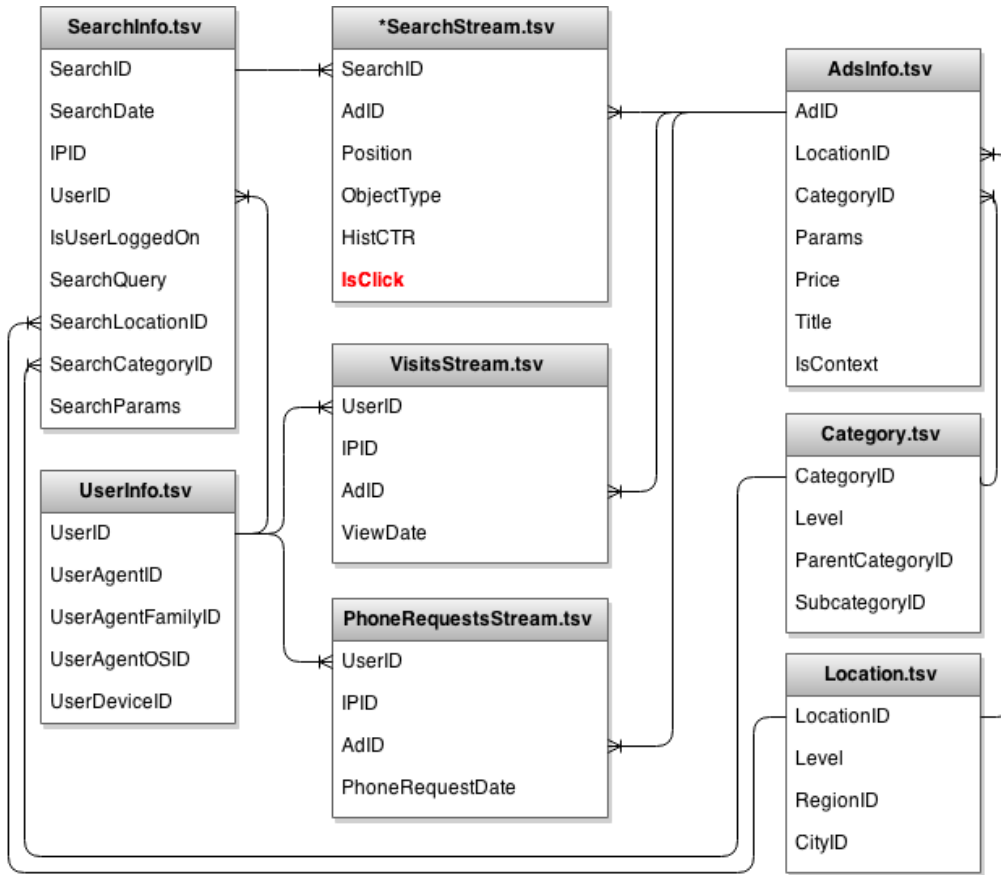 SearchInfo.tsv
SearchID
SearchDate
IPID
UserID
IsUserLoggedOn
SearchQuery
SearchLocationID
SearchCategoryID
SearchParams
UserInfo.tsv
UserID
UserAgentID
UserAgentFamilyID
UserAgentOSID
UserDeviceID
*SearchStream.tsv
SearchID
AdID
Position
ObjectType
HistCTR
IsClick
VisitsStream.tsv
UserID
IPID
AdID
ViewDate
PhoneRequestsStream.tsv
UserID
IPID
AdID
PhoneRequestDate
AdsInfo.tsv
AdID
LocationID
CategoryID
Params
Price
Title
IsContext
Category.tsv
CategoryID
Level
ParentCategoryID
SubcategoryID
Location.tsv
LocationID
Level
RegionID
CityID